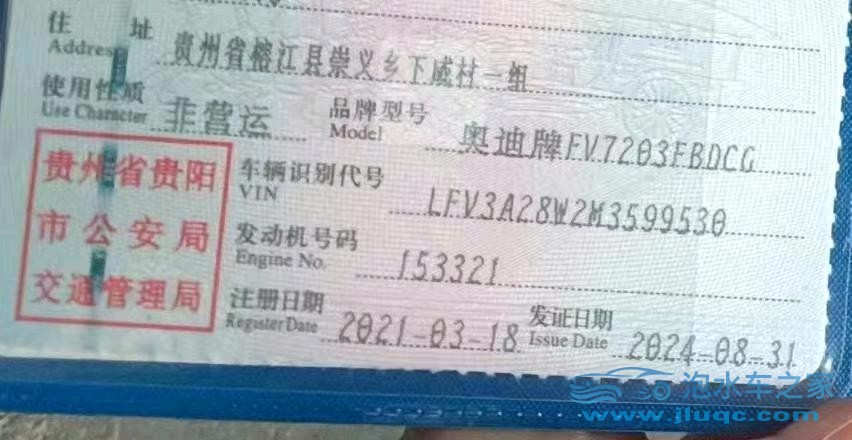 住 址 贵州省榕江县崇义乡下威村一组
Address
使用性质 非营运 品牌型号 奥迪牌FV7203FBDCG
Use Character Model
贵州省贵阳
市公安局
交通管理局
车辆识别代号 LFV3A28W2M3599530
VIN
发动机号码 153321
Engine No.
注册日期 2021-03-18 发证日期 2024-08-31
Register Date Issue Date
泡水车之家
www.jluqc.com